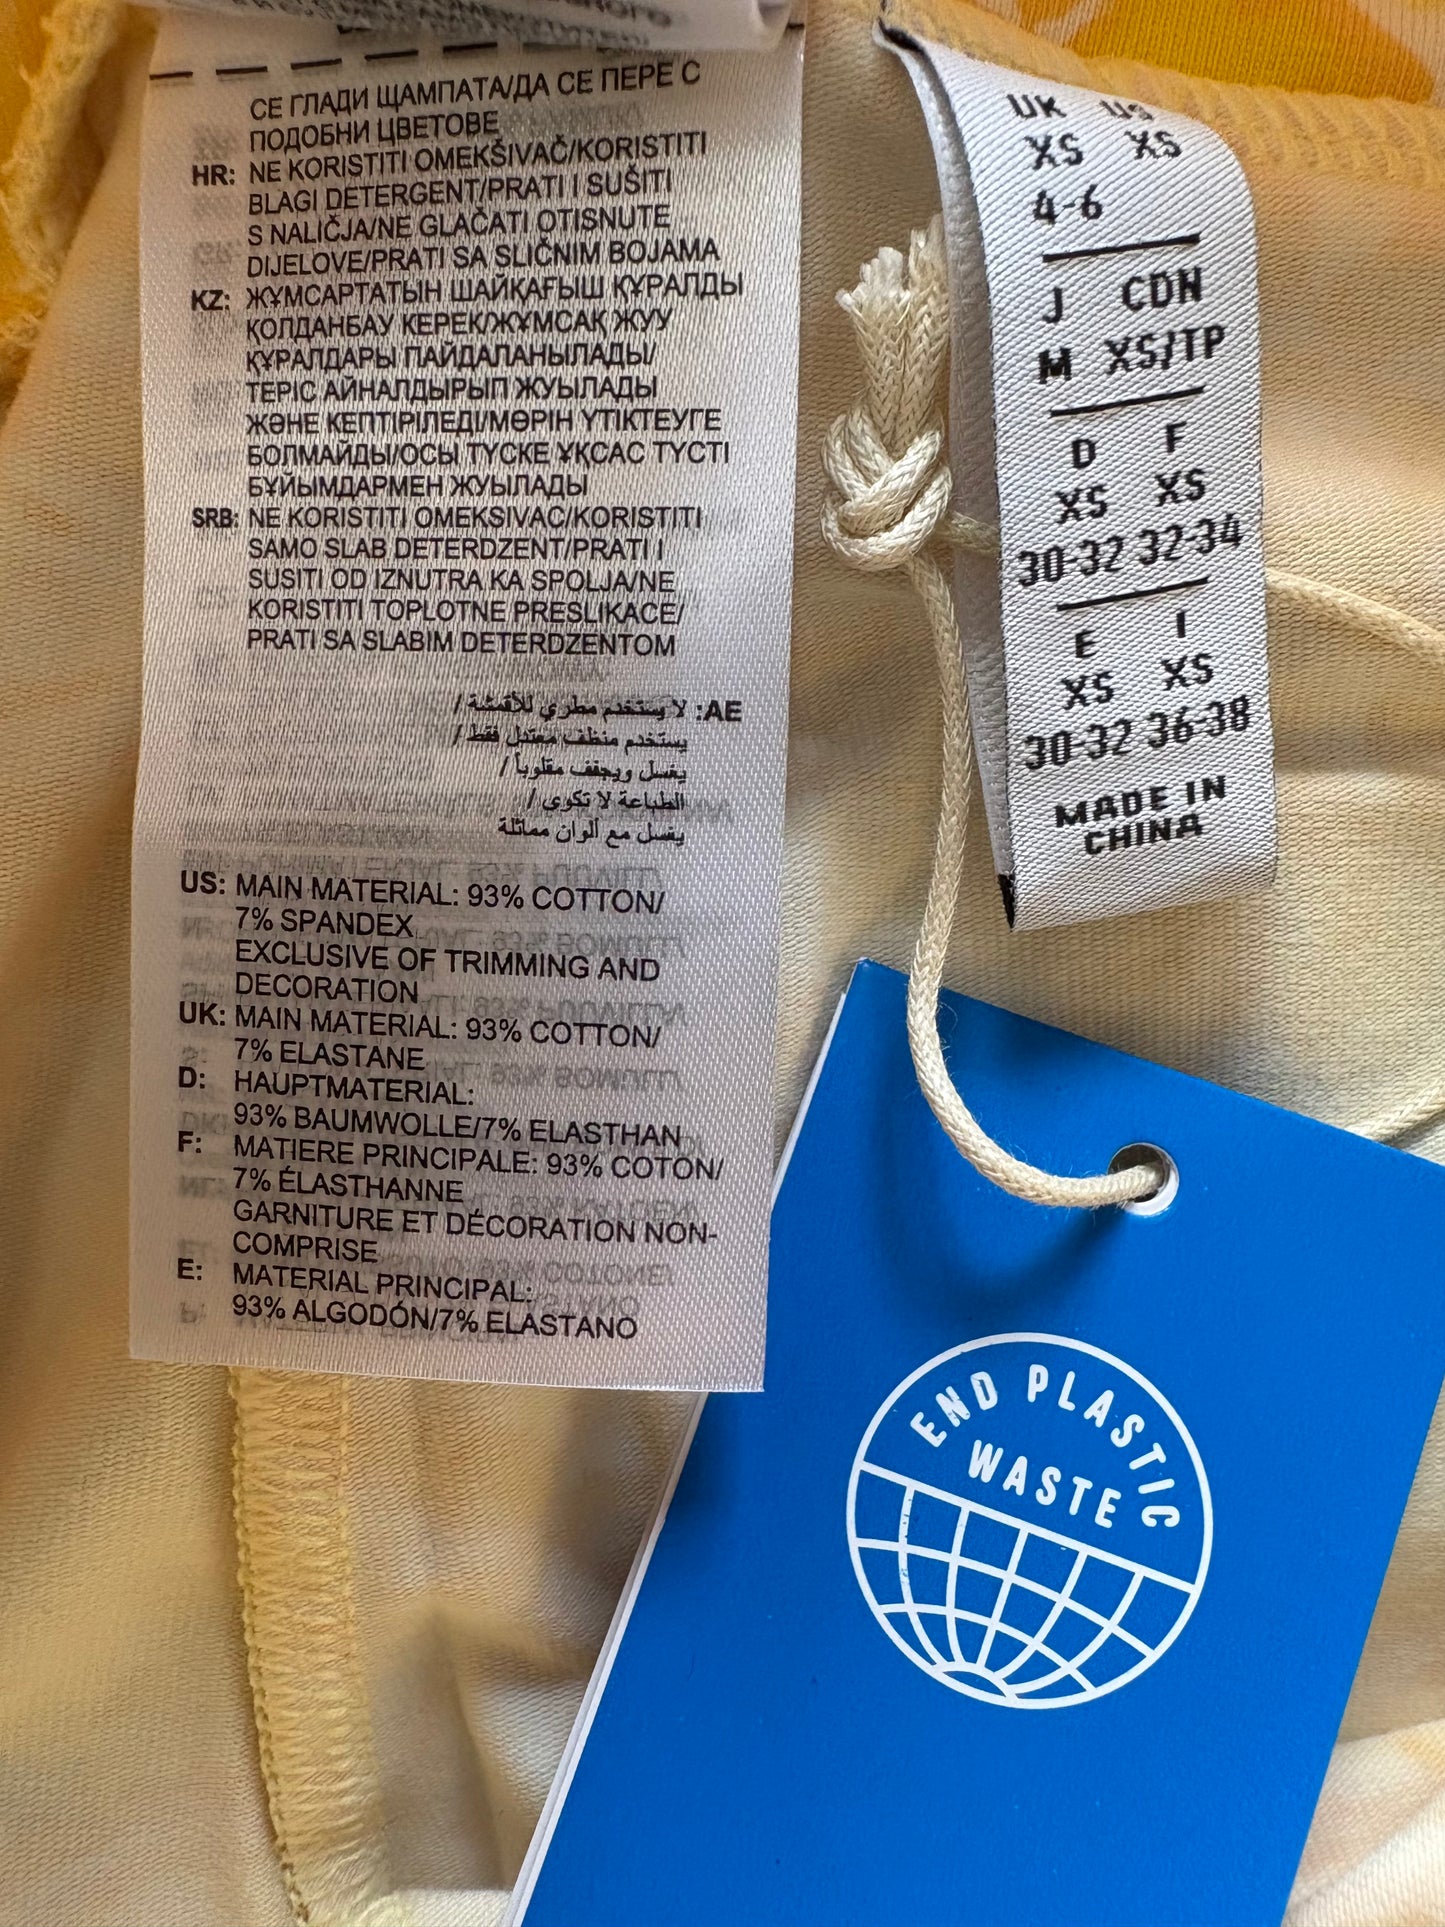 СЕ ГЛАДИ ЩАМПАТА/ДА СЕ ПЕРЕ С
ПОДОБНИ ЦВЕТОВЕ
HR: NE KORISTITI OMEKŠIVAČ/KORISTITI
BLAGI DETERGENT/PRATI I SUŠITI
S NALIČJA/NE GLAČATI OTISNUTE
DIJELOVE/PRATI SA SLIČNIM BOJAMA
KZ: ЖҰМСАРТАТЫН ШАЙҚАҒЫШ ҚҰРАЛДЫ
ҚОЛДАНБАУ КЕРЕК/ЖҰМСАҚ ЖУУ
ҚҰРАЛДАРЫ ПАЙДАЛАНЫЛАДЫ/
ТЕРІС АЙНАЛДЫРЫП ЖУЫЛАДЫ
ЖӘНЕ КЕПТІРІЛЕДІ/МӨРІН ҮТІКТЕУГЕ
БОЛМАЙДЫ/ОСЫ ТҮСКЕ ҰҚСАС ТҮСТІ
БҰЙЫМДАРМЕН ЖУЫЛАДЫ
SRB: NE KORISTITI OMEKSIVAC/KORISTITI
SAMO SLAB DETERDZENT/PRATI I
SUSITI OD IZNUTRA KA SPOLJA/NE
KORISTITI TOPLOTNE PRESLIKACE/
PRATI SA SLABIM DETERDZENTOM
AE: لا يستخدم مطري للأقمشة /
يستخدم منظف معتدل فقط /
يغسل ويجفف مقلوباً /
الطباعة لا تكوى /
يغسل مع ألوان مماثلة
US: MAIN MATERIAL: 93% COTTON/
7% SPANDEX
EXCLUSIVE OF TRIMMING AND
DECORATION
UK: MAIN MATERIAL: 93% COTTON/
7% ELASTANE
D: HAUPTMATERIAL:
93% BAUMWOLLE/7% ELASTHAN
F: MATIERE PRINCIPALE: 93% COTON/
7% ÉLASTHANNE
GARNITURE ET DÉCORATION NON-
COMPRISE
E: MATERIAL PRINCIPAL:
93% ALGODÓN/7% ELASTANO
UK US
XS XS
4-6
J CDN
M XS/TP
D F
XS XS
30-32 32-34
E I
XS XS
30-32 36-38
MADE IN
CHINA
END PLASTIC
WASTE